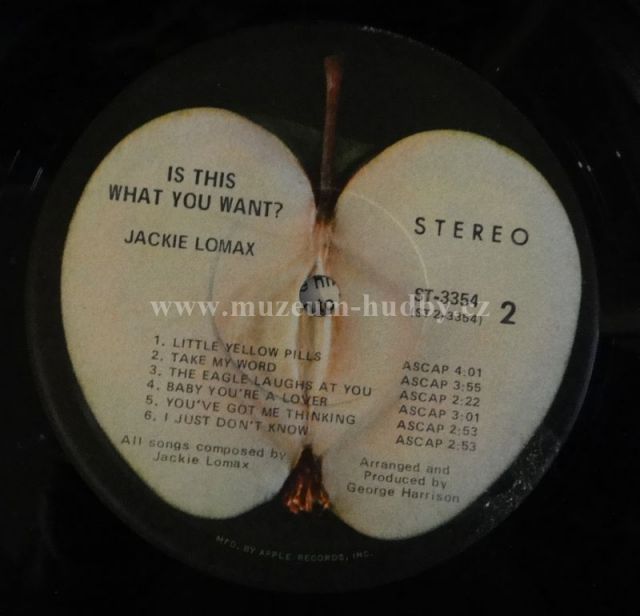 IS THIS
WHAT YOU WANT?
JACKIE LOMAX
STEREO
ST-3354
(ST 2-3354)
2
www.muzeum-hudby.cz
1. LITTLE YELLOW PILLS ASCAP 4:01
2. TAKE MY WORD ASCAP 3:55
3. THE EAGLE LAUGHS AT YOU ASCAP 2:22
4. BABY YOU'RE A LOVER ASCAP 3:01
5. YOU'VE GOT ME THINKING ASCAP 2:53
6. I JUST DON'T KNOW ASCAP 2:53
All songs composed by
Jackie Lomax
Arranged and
Produced by
George Harrison
MFD. BY APPLE RECORDS, INC.